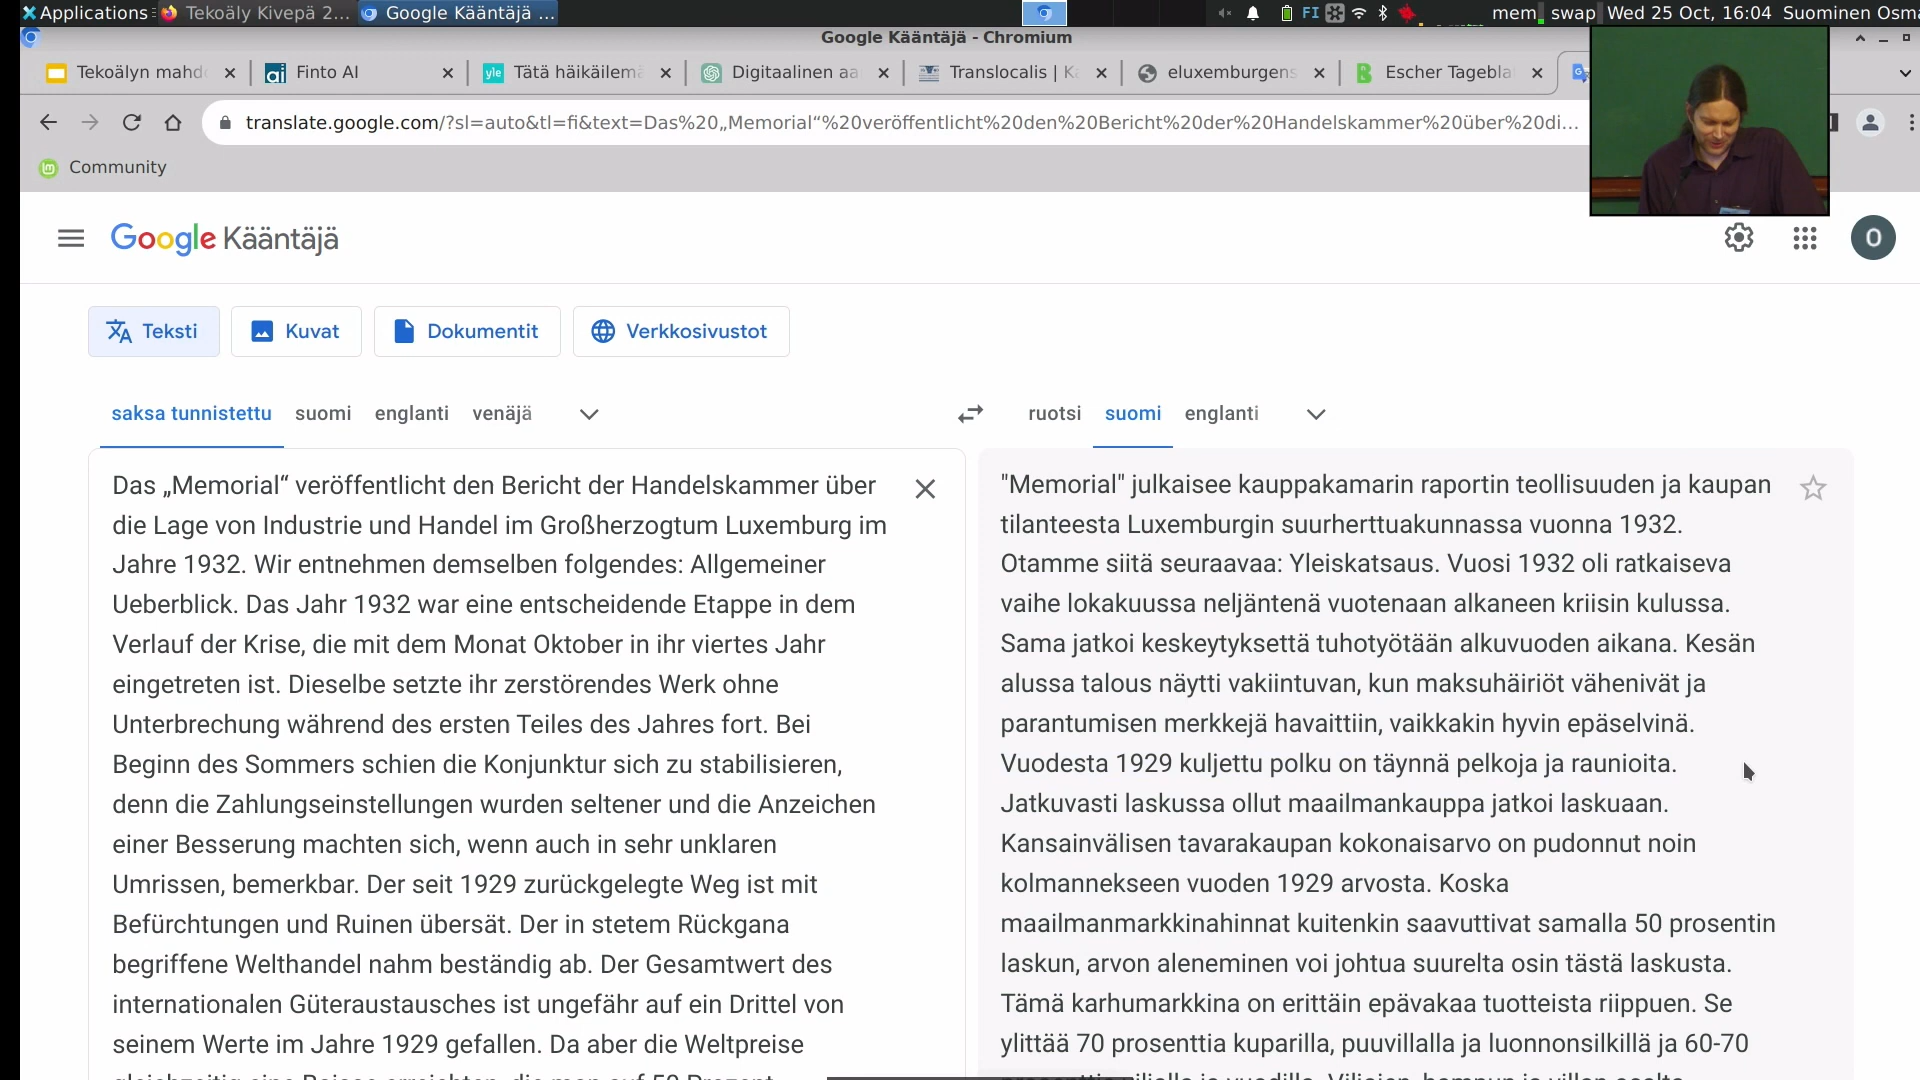 Applications
Tekoäly Kivepä 2...
Google Kääntäjä ...
FI
mem
swap
Wed 25 Oct, 16:04
Suominen Osma
Google Kääntäjä - Chromium
Tekoälyn mahdo
Finto AI
yle
Tätä häikäilemä
Digitaalinen aa
Translocalis | Ka
eluxemburgens
Escher Tagebla
translate.google.com/?sl=auto&tl=fi&text=Das%20„Memorial“%20veröffentlicht%20den%20Bericht%20der%20Handelskammer%20über%20di...
Community
Google Kääntäjä
O
Teksti
Kuvat
Dokumentit
Verkkosivustot
saksa tunnistettu
suomi
englanti
venäjä
ruotsi
suomi
englanti
Das „Memorial“ veröffentlicht den Bericht der Handelskammer über
die Lage von Industrie und Handel im Großherzogtum Luxemburg im
Jahre 1932. Wir entnehmen demselben folgendes: Allgemeiner
Ueberblick. Das Jahr 1932 war eine entscheidende Etappe in dem
Verlauf der Krise, die mit dem Monat Oktober in ihr viertes Jahr
eingetreten ist. Dieselbe setzte ihr zerstörendes Werk ohne
Unterbrechung während des ersten Teiles des Jahres fort. Bei
Beginn des Sommers schien die Konjunktur sich zu stabilisieren,
denn die Zahlungseinstellungen wurden seltener und die Anzeichen
einer Besserung machten sich, wenn auch in sehr unklaren
Umrissen, bemerkbar. Der seit 1929 zurückgelegte Weg ist mit
Befürchtungen und Ruinen übersät. Der in stetem Rückgana
begriffene Welthandel nahm beständig ab. Der Gesamtwert des
internationalen Güteraustausches ist ungefähr auf ein Drittel von
seinem Werte im Jahre 1929 gefallen. Da aber die Weltpreise
"Memorial" julkaisee kauppakamarin raportin teollisuuden ja kaupan
tilanteesta Luxemburgin suurherttuakunnassa vuonna 1932.
Otamme siitä seuraavaa: Yleiskatsaus. Vuosi 1932 oli ratkaiseva
vaihe lokakuussa neljäntenä vuotenaan alkaneen kriisin kulussa.
Sama jatkoi keskeytyksettä tuhotyötään alkuvuoden aikana. Kesän
alussa talous näytti vakiintuvan, kun maksuhäiriöt vähenivät ja
parantumisen merkkejä havaittiin, vaikkakin hyvin epäselvinä.
Vuodesta 1929 kuljettu polku on täynnä pelkoja ja raunioita.
Jatkuvasti laskussa ollut maailmankauppa jatkoi laskuaan.
Kansainvälisen tavarakaupan kokonaisarvo on pudonnut noin
kolmannekseen vuoden 1929 arvosta. Koska
maailmanmarkkinahinnat kuitenkin saavuttivat samalla 50 prosentin
laskun, arvon aleneminen voi johtua suurelta osin tästä laskusta.
Tämä karhumarkkina on erittäin epävakaa tuotteista riippuen. Se
ylittää 70 prosenttia kuparilla, puuvillalla ja luonnonsilkillä ja 60-70